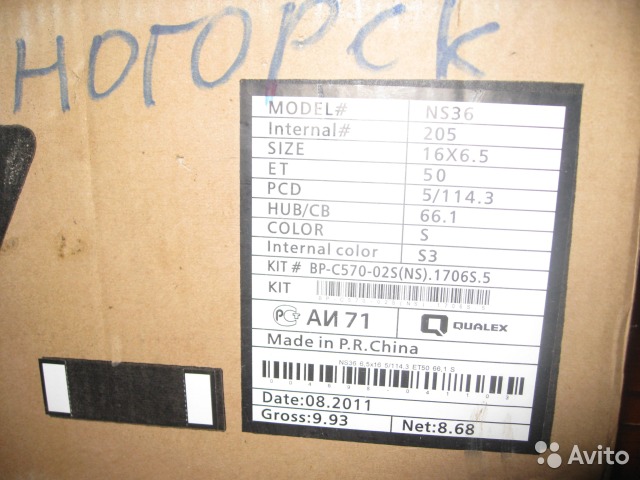 НОГОРСК
MODEL# NS36
Internal# 205
SIZE 16X6.5
ET 50
PCD 5/114.3
HUB/CB 66.1
COLOR S
Internal color S3
KIT # BP-C570-02S(NS).1706S.5
KIT
РС АИ 71 QUALEX
Made in P.R.China
NS36 6.5x16 5/114.3 ET50 66.1 S
Date:08.2011
Gross:9.93 Net:8.68
Avito